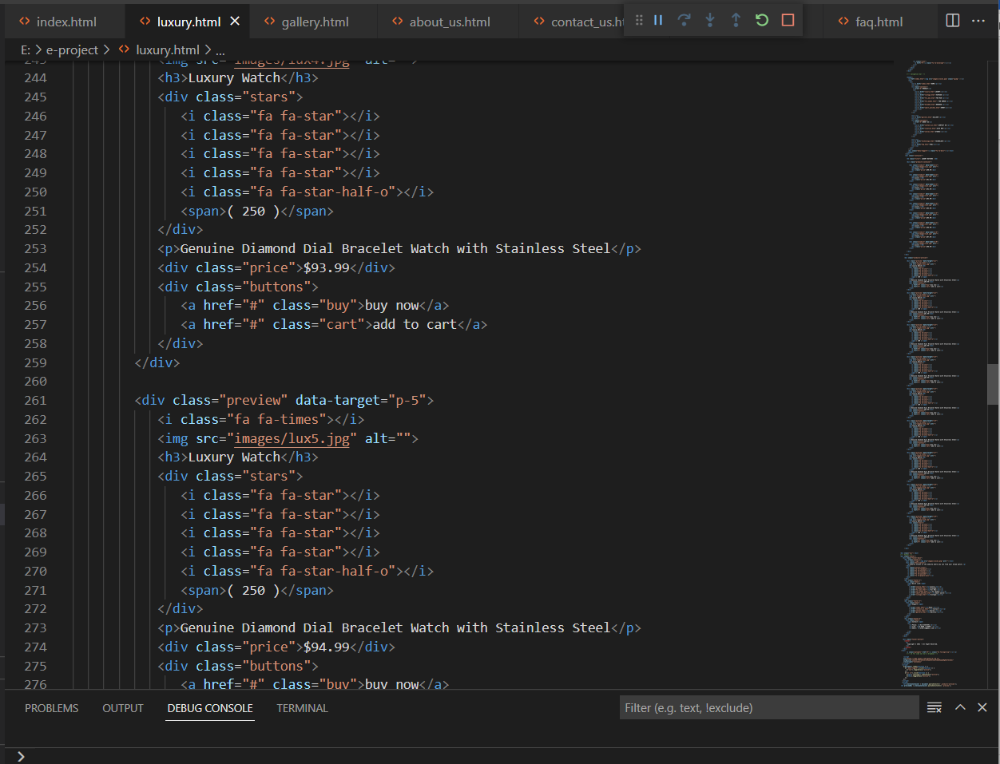 index.html
luxury.html
gallery.html
about_us.html
contact_us.ht
faq.html
E: > e-project > luxury.html > ...
243 <img src="images/lux4.jpg" alt="">
244 <h3>Luxury Watch</h3>
245 <div class="stars">
246 <i class="fa fa-star"></i>
247 <i class="fa fa-star"></i>
248 <i class="fa fa-star"></i>
249 <i class="fa fa-star"></i>
250 <i class="fa fa-star-half-o"></i>
251 <span>( 250 )</span>
252 </div>
253 <p>Genuine Diamond Dial Bracelet Watch with Stainless Steel</p>
254 <div class="price">$93.99</div>
255 <div class="buttons">
256 <a href="#" class="buy">buy now</a>
257 <a href="#" class="cart">add to cart</a>
258 </div>
259 </div>
260
261 <div class="preview" data-target="p-5">
262 <i class="fa fa-times"></i>
263 <img src="images/lux5.jpg" alt="">
264 <h3>Luxury Watch</h3>
265 <div class="stars">
266 <i class="fa fa-star"></i>
267 <i class="fa fa-star"></i>
268 <i class="fa fa-star"></i>
269 <i class="fa fa-star"></i>
270 <i class="fa fa-star-half-o"></i>
271 <span>( 250 )</span>
272 </div>
273 <p>Genuine Diamond Dial Bracelet Watch with Stainless Steel</p>
274 <div class="price">$94.99</div>
275 <div class="buttons">
276 <a href="#" class="buy">buy now</a>
PROBLEMS OUTPUT DEBUG CONSOLE TERMINAL
Filter (e.g. text, !exclude)